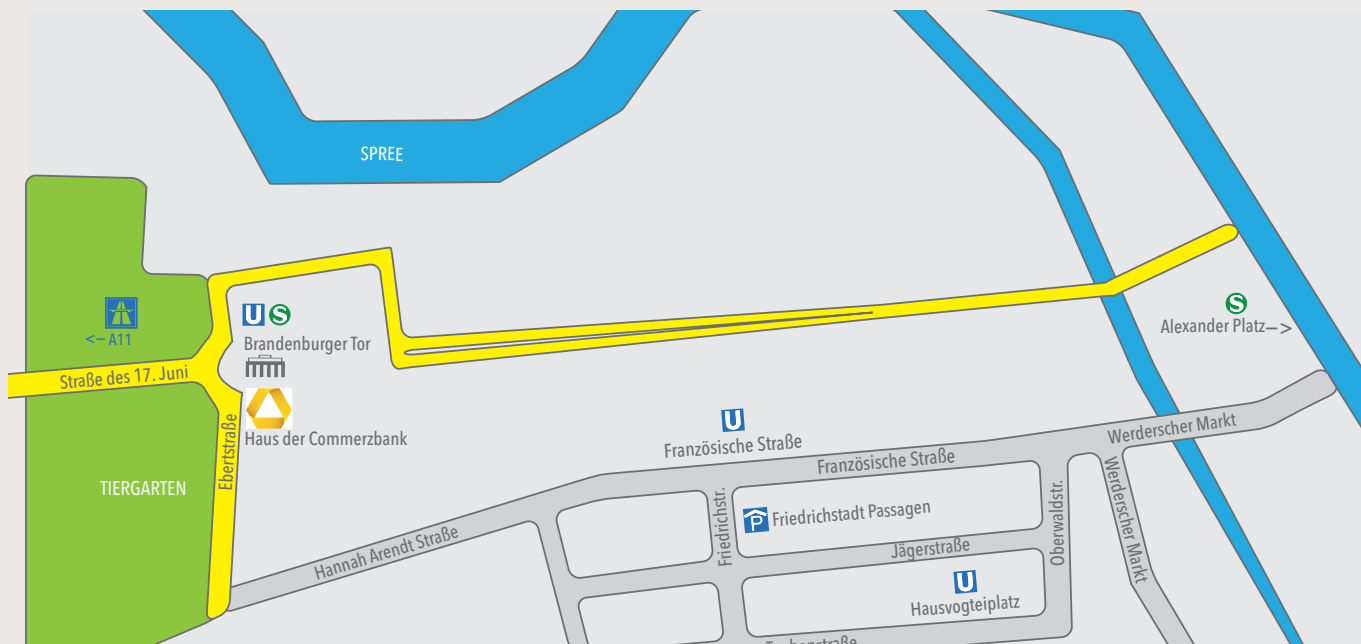 SPREE
U S
Brandenburger Tor
<– A11
Straße des 17. Juni
S
Alexander Platz–>
Haus der Commerzbank
Ebertstraße
TIERGARTEN
U
Französische Straße
Französische Straße
Werderscher Markt
Werderscher Markt
Hannah Arendt Straße
Friedrichstr.
P Friedrichstadt Passagen
Oberwaldstr.
Jägerstraße
U
Hausvogteiplatz